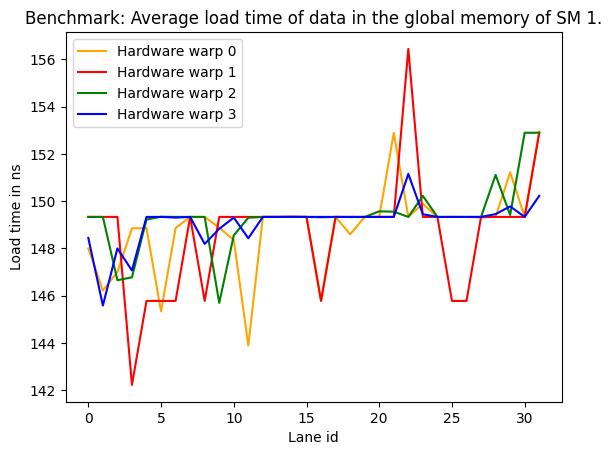 Benchmark: Average load time of data in the global memory of SM 1.
Hardware warp 0
Hardware warp 1
Hardware warp 2
Hardware warp 3
Load time in ns
156
154
152
150
148
146
144
142
0 5 10 15 20 25 30
Lane id